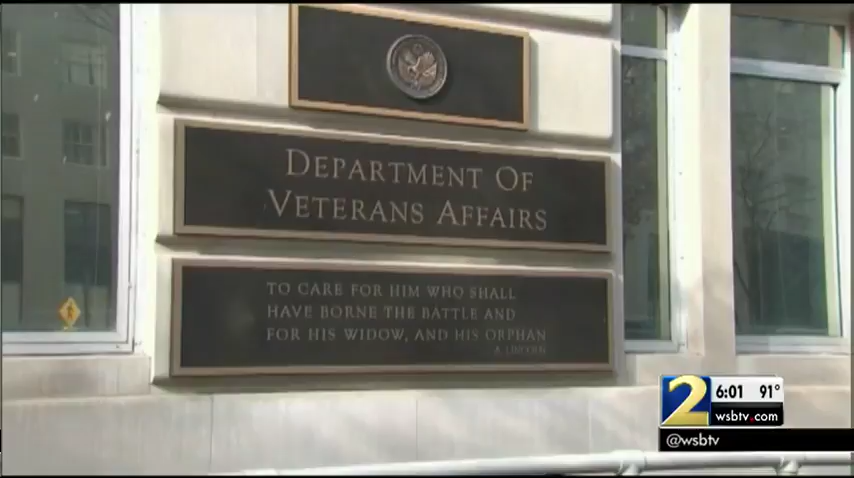 DEPARTMENT OF
VETERANS AFFAIRS
TO CARE FOR HIM WHO SHALL
HAVE BORNE THE BATTLE AND
FOR HIS WIDOW, AND HIS ORPHAN
A. LINCOLN
2 6:01 91°
wsbtv.com
@wsbtv